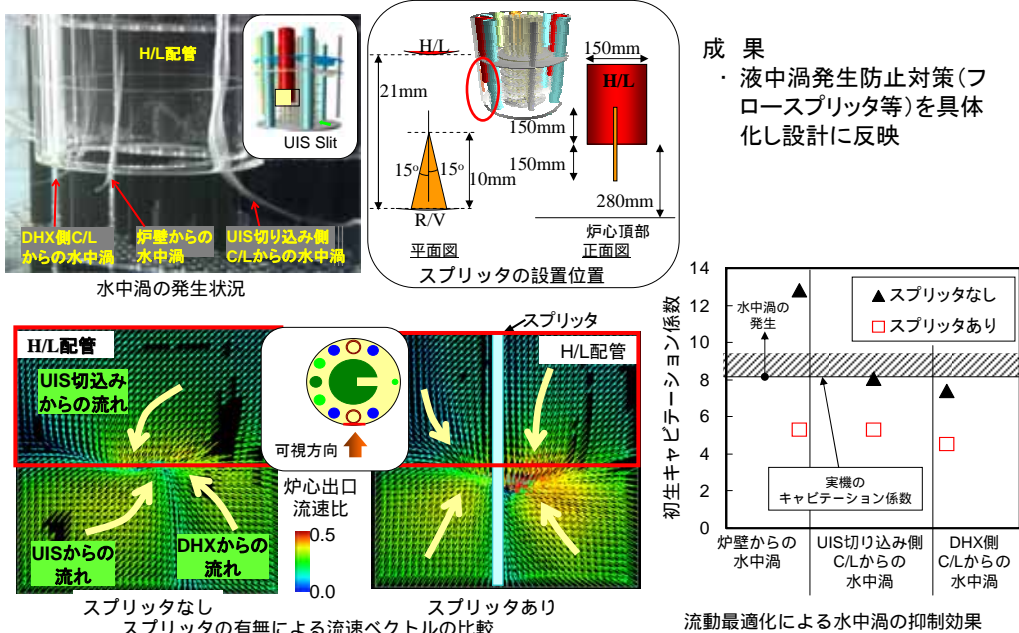 H/L配管
UIS Slit
DHX側C/L
からの水中渦
炉壁からの
水中渦
UIS切り込み側
C/Lからの水中渦
水中渦の発生状況
H/L
21mm
15°
15°
10mm
R/V
平面図
150mm
H/L
150mm
150mm
280mm
炉心頂部
正面図
スプリッタの設置位置
成 果
・ 液中渦発生防止対策(フ
ロースプリッタ等)を具体
化し設計に反映
H/L配管
UIS切込み
からの流れ
UISからの
流れ
DHXからの
流れ
スプリッタなし
可視方向
炉心出口
流速比
0.5
0.0
スプリッタ
H/L配管
スプリッタあり
スプリッタの有無による流速ベクトルの比較
初生キャビテーション係数
14
12
10
8
6
4
2
0
水中渦の
発生
▲ スプリッタなし
□ スプリッタあり
実機の
キャビテーション係数
炉壁からの
水中渦
UIS切り込み側
C/Lからの
水中渦
DHX側
C/Lからの
水中渦
流動最適化による水中渦の抑制効果